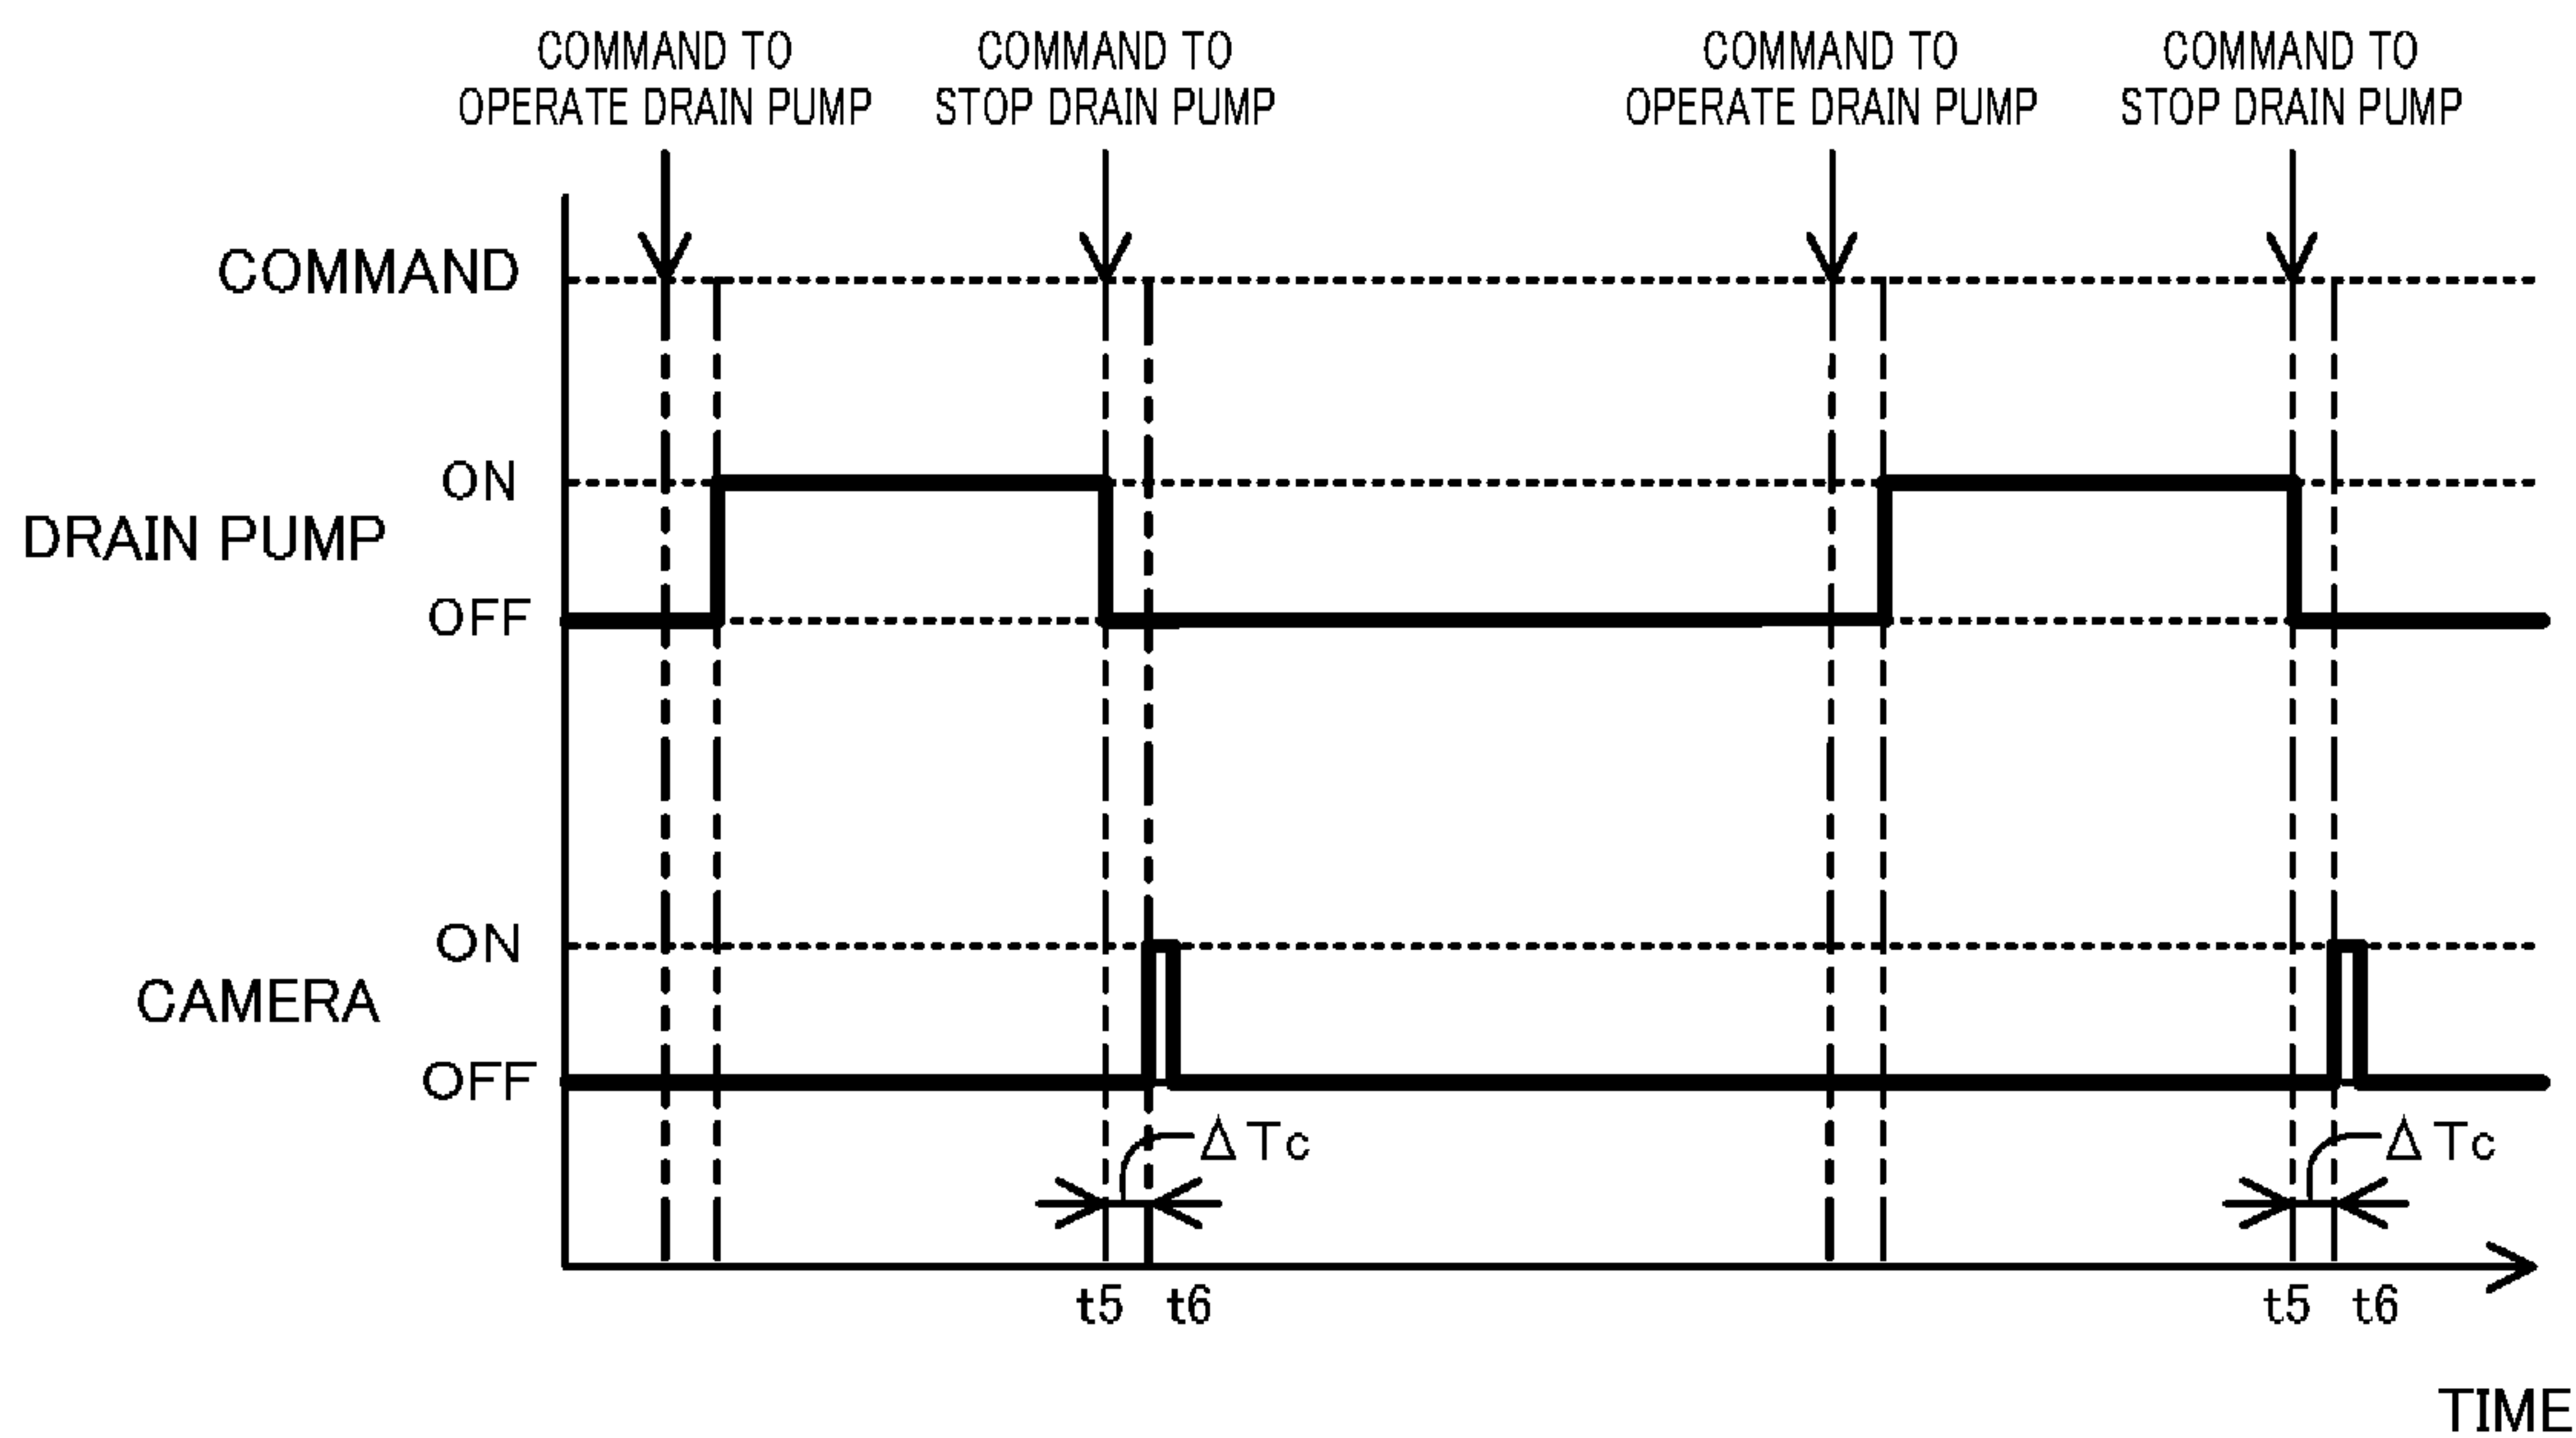 COMMAND TO
OPERATE DRAIN PUMP
COMMAND TO
STOP DRAIN PUMP
COMMAND TO
OPERATE DRAIN PUMP
COMMAND TO
STOP DRAIN PUMP
COMMAND
ON
DRAIN PUMP
OFF
ON
CAMERA
OFF
ΔTc
ΔTc
t5 t6
t5 t6
TIME